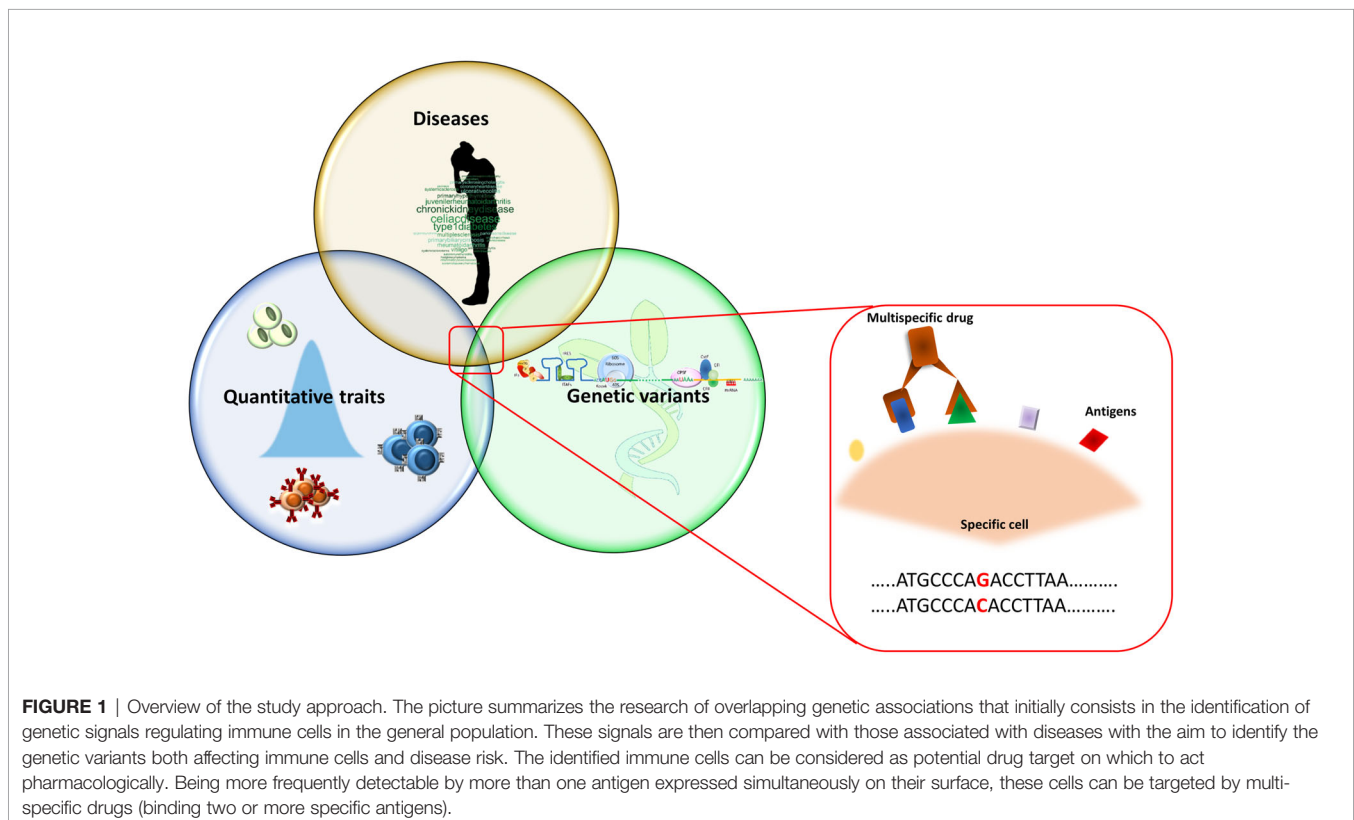 Diseases
juvenilerheumatoidarthritis
chronickidneydisease
celiacdisease
type1diabetes
multiplesclerosis
Quantitative traits
Genetic variants
Multispecific drug
Antigens
Specific cell
.....ATGCCCAGACCTTAA..........
.....ATGCCCACACCTTAA..........
FIGURE 1 | Overview of the study approach. The picture summarizes the research of overlapping genetic associations that initially consists in the identification of
genetic signals regulating immune cells in the general population. These signals are then compared with those associated with diseases with the aim to identify the
genetic variants both affecting immune cells and disease risk. The identified immune cells can be considered as potential drug target on which to act
pharmacologically. Being more frequently detectable by more than one antigen expressed simultaneously on their surface, these cells can be targeted by multi-
specific drugs (binding two or more specific antigens).